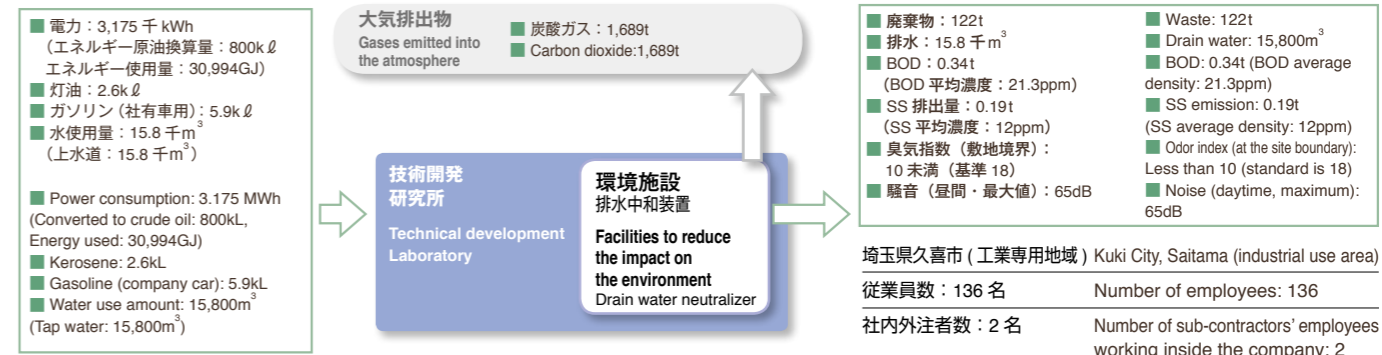 ■ 電力：3,175 千 kWh
（エネルギー原油換算量：800kℓ
エネルギー使用量：30,994GJ）
■ 灯油：2.6kℓ
■ ガソリン（社有車用）：5.9kℓ
■ 水使用量：15.8 千m³
（上水道：15.8 千m³）
■ Power consumption: 3.175 MWh
(Converted to crude oil: 800kL,
Energy used: 30,994GJ)
■ Kerosene: 2.6kL
■ Gasoline (company car): 5.9kL
■ Water use amount: 15,800m³
(Tap water: 15,800m³)
大気排出物
Gases emitted into
the atmosphere
■ 炭酸ガス：1,689t
■ Carbon dioxide:1,689t
技術開発
研究所
Technical development
Laboratory
環境施設
排水中和装置
Facilities to reduce
the impact on
the environment
Drain water neutralizer
■ 廃棄物：122t
■ 排水：15.8 千m³
■ BOD：0.34t
（BOD 平均濃度：21.3ppm）
■ SS 排出量：0.19t
（SS 平均濃度：12ppm）
■ 臭気指数（敷地境界）：
10 未満（基準 18）
■ 騒音（昼間・最大値）：65dB
■ Waste: 122t
■ Drain water: 15,800m³
■ BOD: 0.34t (BOD average
density: 21.3ppm)
■ SS emission: 0.19t
(SS average density: 12ppm)
■ Odor index (at the site boundary):
Less than 10 (standard is 18)
■ Noise (daytime, maximum):
65dB
埼玉県久喜市 ( 工業専用地域 ) Kuki City, Saitama (industrial use area)
従業員数：136 名 Number of employees: 136
社内外注者数：2 名 Number of sub-contractors' employees
working inside the company: 2